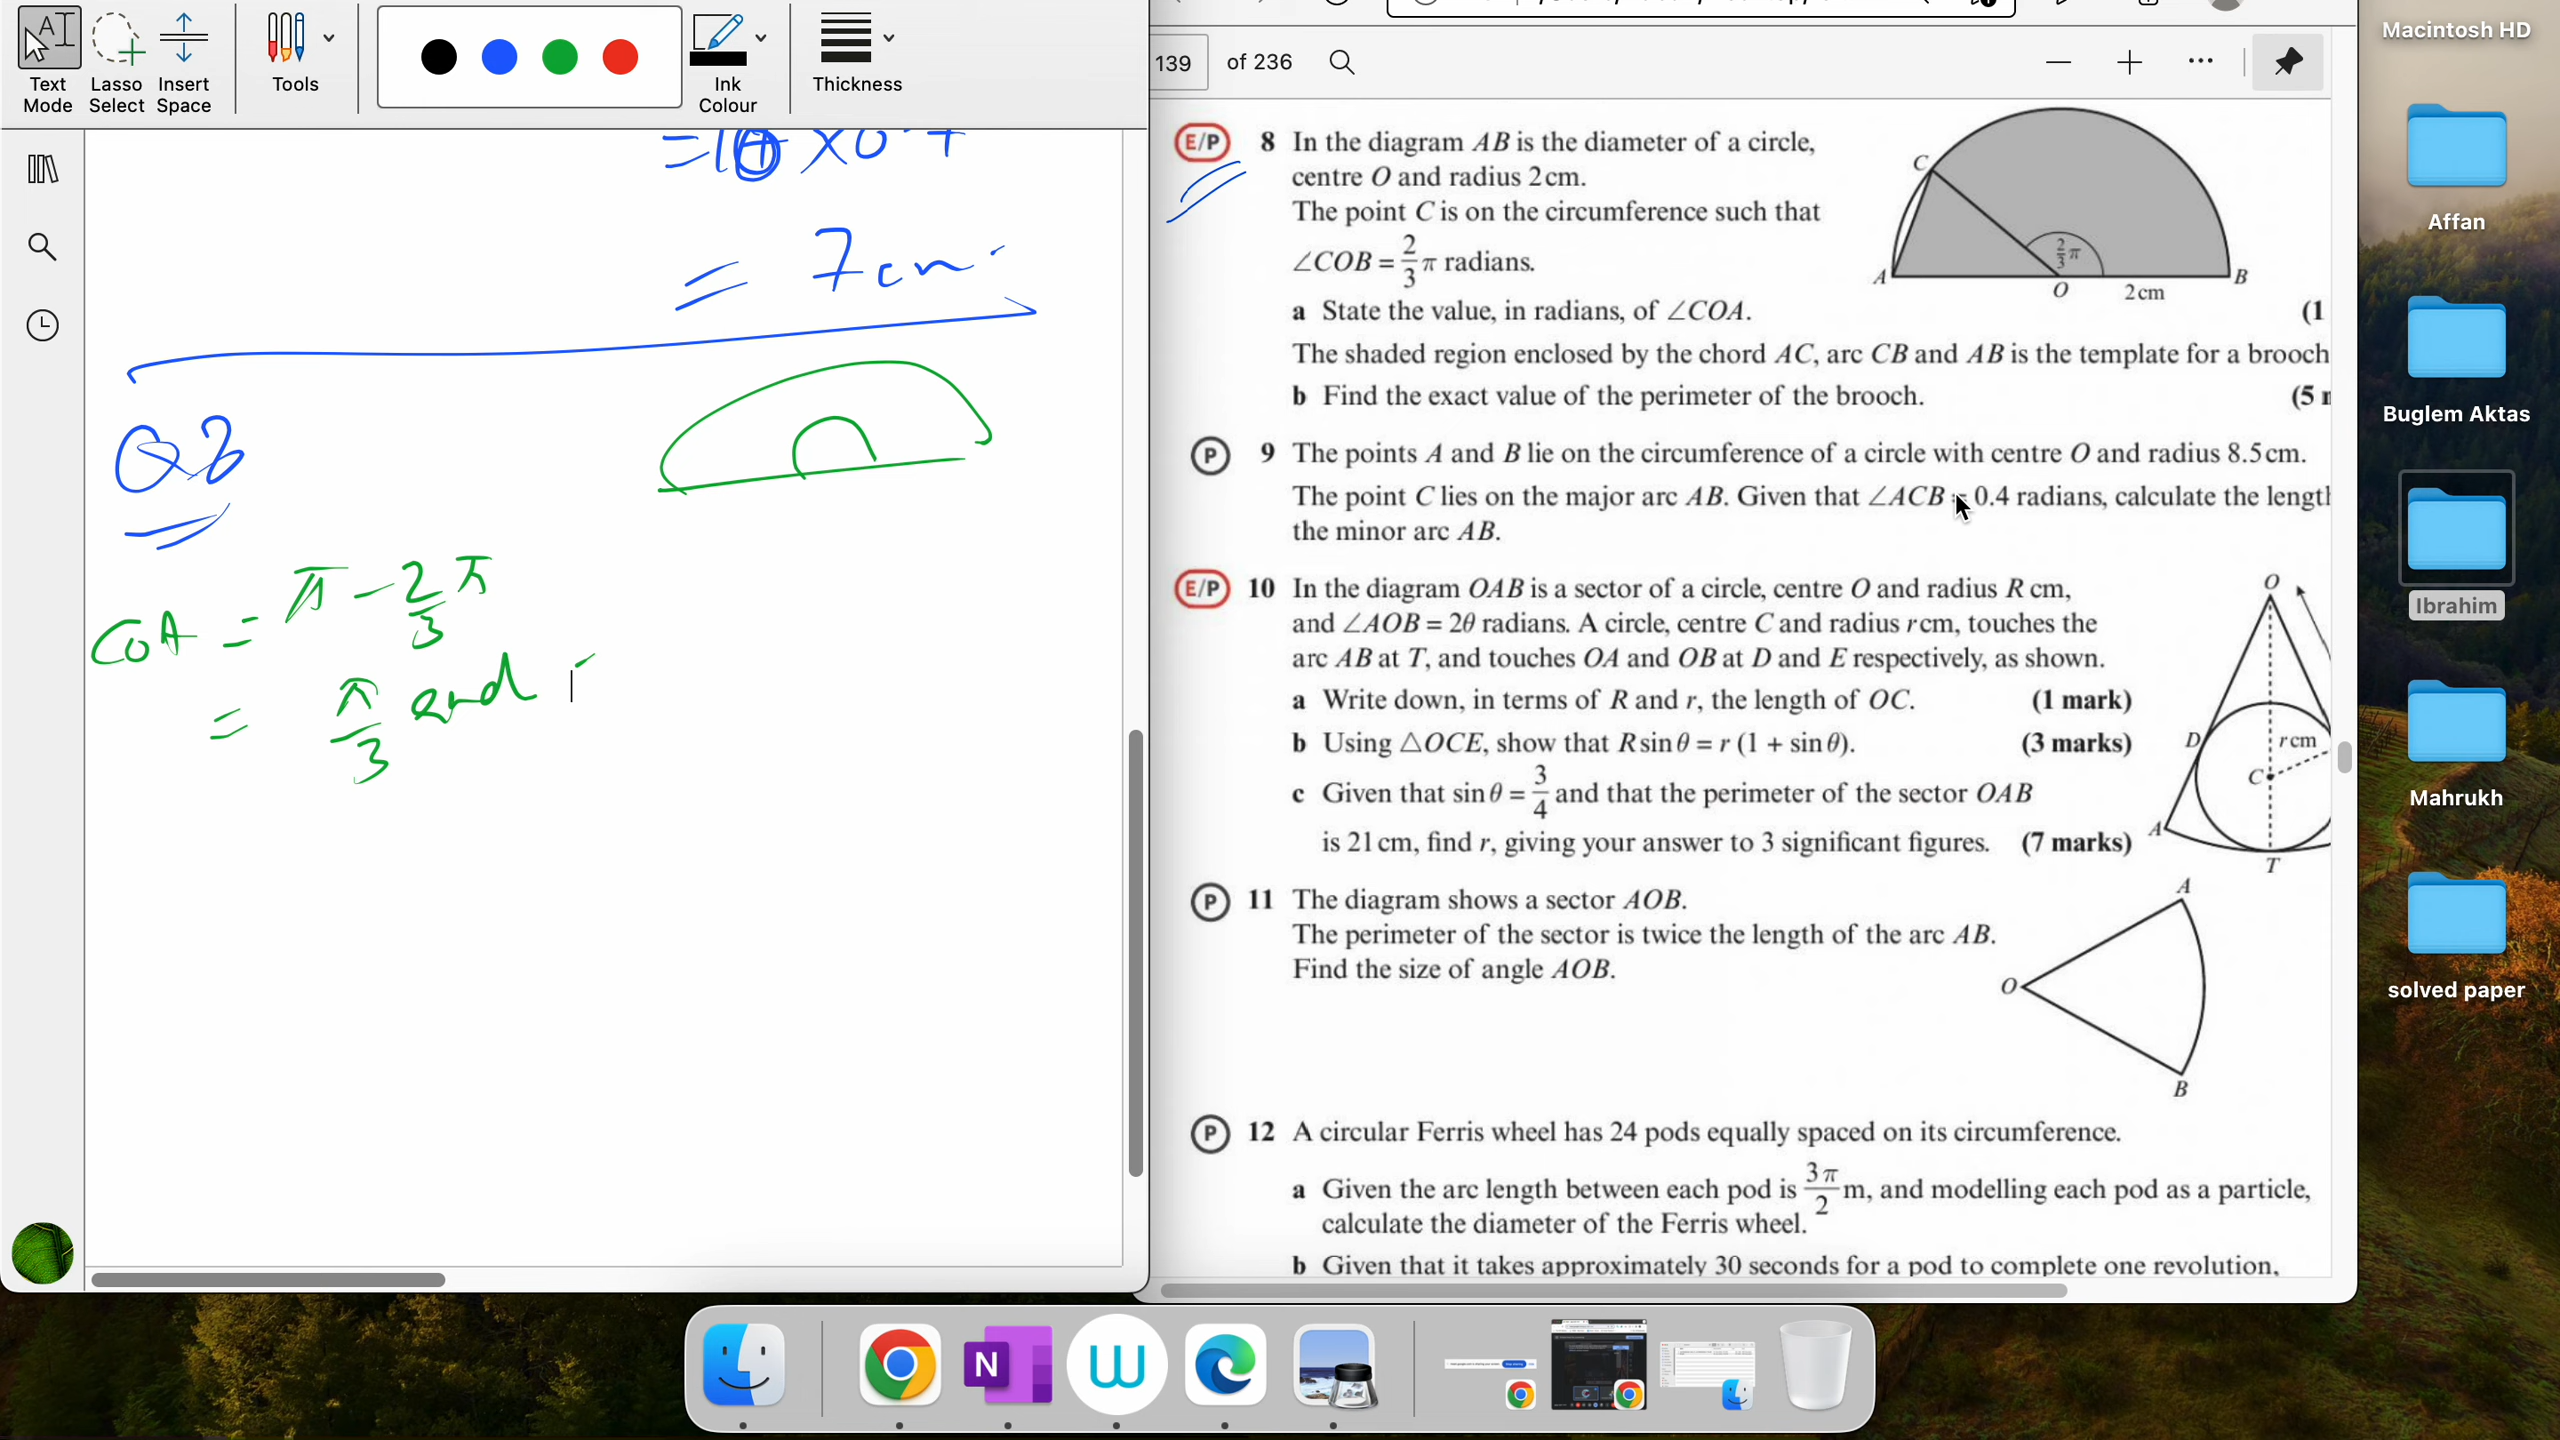 Text Mode
Lasso Select
Insert Space
Tools
Ink Colour
Thickness
= 7cm
Q8
COA = π - 2/3 π
= π/3
139 of 236
E/P 8 In the diagram AB is the diameter of a circle,
centre O and radius 2 cm.
The point C is on the circumference such that
∠COB = 2/3 π radians.
a State the value, in radians, of ∠COA. (1
The shaded region enclosed by the chord AC, arc CB and AB is the template for a brooch
b Find the exact value of the perimeter of the brooch. (5
C
2/3 π
A
O
2 cm
B
P 9 The points A and B lie on the circumference of a circle with centre O and radius 8.5 cm.
The point C lies on the major arc AB. Given that ∠ACB = 0.4 radians, calculate the length
the minor arc AB.
E/P 10 In the diagram OAB is a sector of a circle, centre O and radius R cm,
and ∠AOB = 2θ radians. A circle, centre C and radius r cm, touches the
arc AB at T, and touches OA and OB at D and E respectively, as shown.
a Write down, in terms of R and r, the length of OC. (1 mark)
b Using △OCE, show that R sin θ = r (1 + sin θ). (3 marks)
c Given that sin θ = 3/4 and that the perimeter of the sector OAB
is 21 cm, find r, giving your answer to 3 significant figures. (7 marks)
O
D
r cm
C
A
T
P 11 The diagram shows a sector AOB.
The perimeter of the sector is twice the length of the arc AB.
Find the size of angle AOB.
A
O
B
P 12 A circular Ferris wheel has 24 pods equally spaced on its circumference.
a Given the arc length between each pod is 3π/2 m, and modelling each pod as a particle,
calculate the diameter of the Ferris wheel.
b Given that it takes approximately 30 seconds for a pod to complete one revolution,
Macintosh HD
Affan
Buglem Aktas
Ibrahim
Mahrukh
solved paper
N